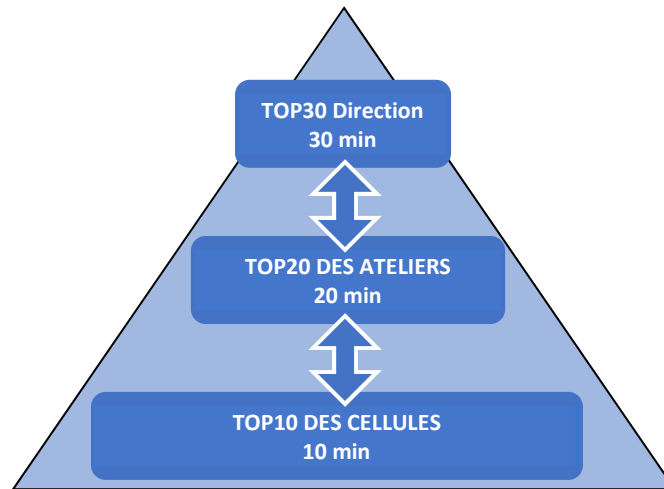 TOP30 Direction
30 min
TOP20 DES ATELIERS
20 min
TOP10 DES CELLULES
10 min